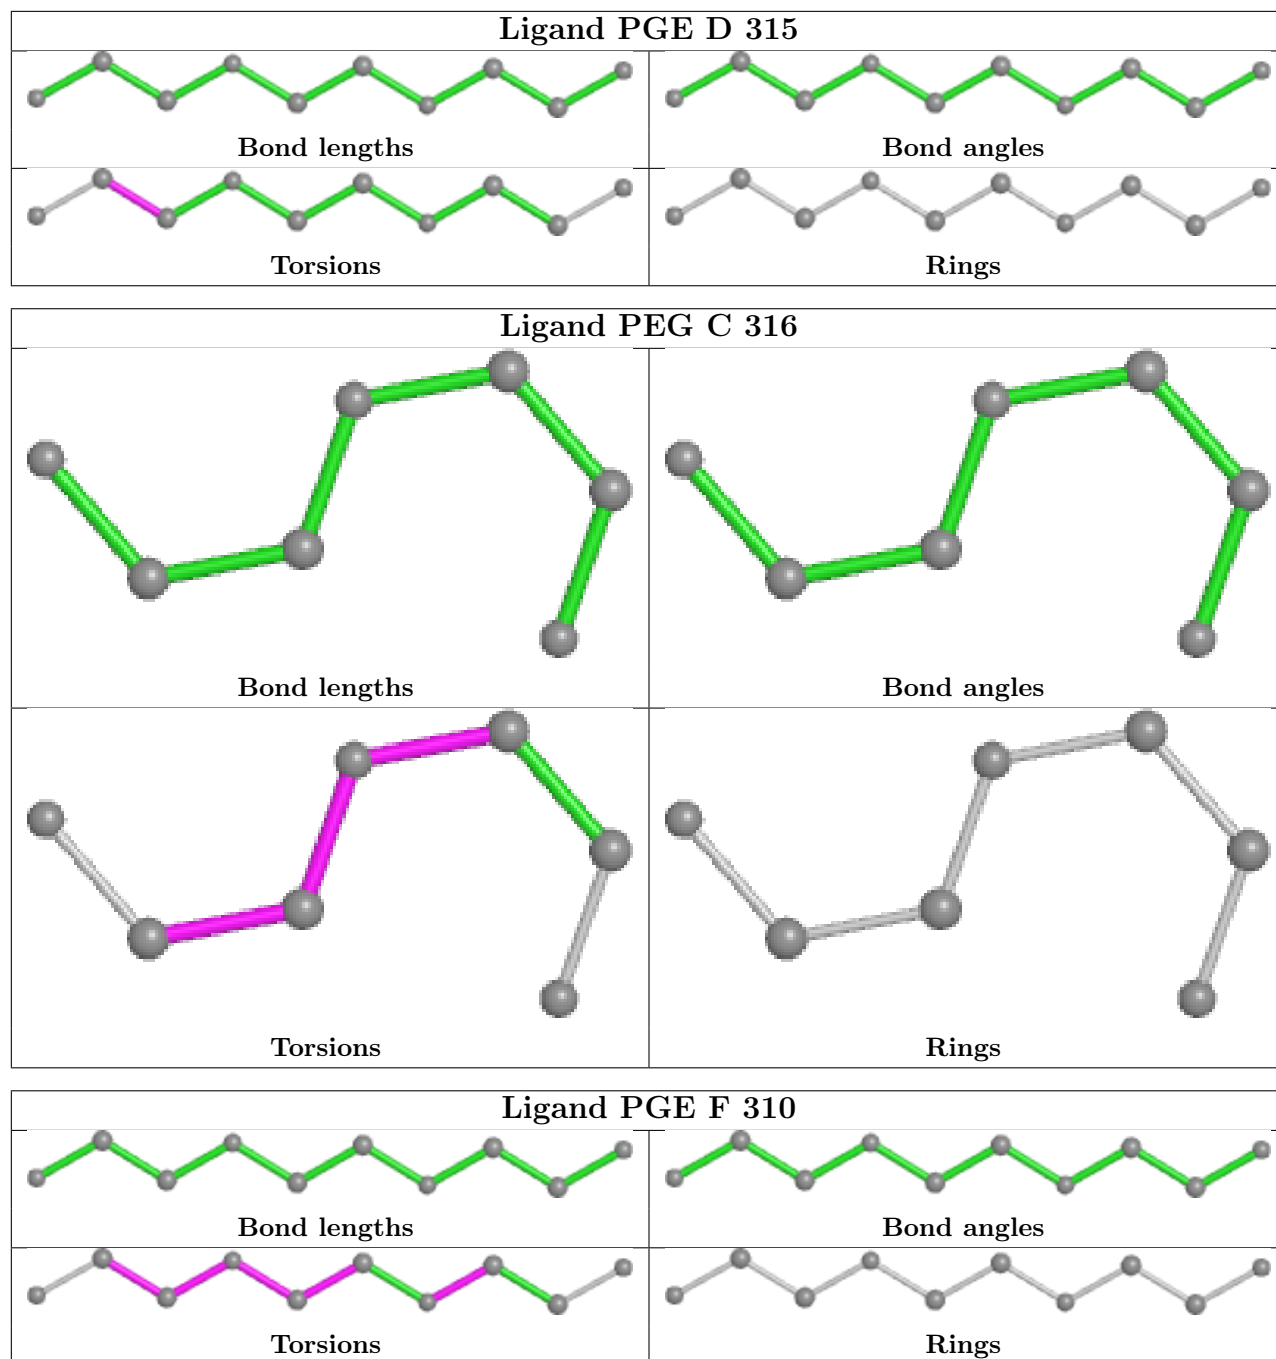 Ligand PGE D 315
Bond lengths
Bond angles
Torsions
Rings
Ligand PEG C 316
Bond lengths
Bond angles
Torsions
Rings
Ligand PGE F 310
Bond lengths
Bond angles
Torsions
Rings